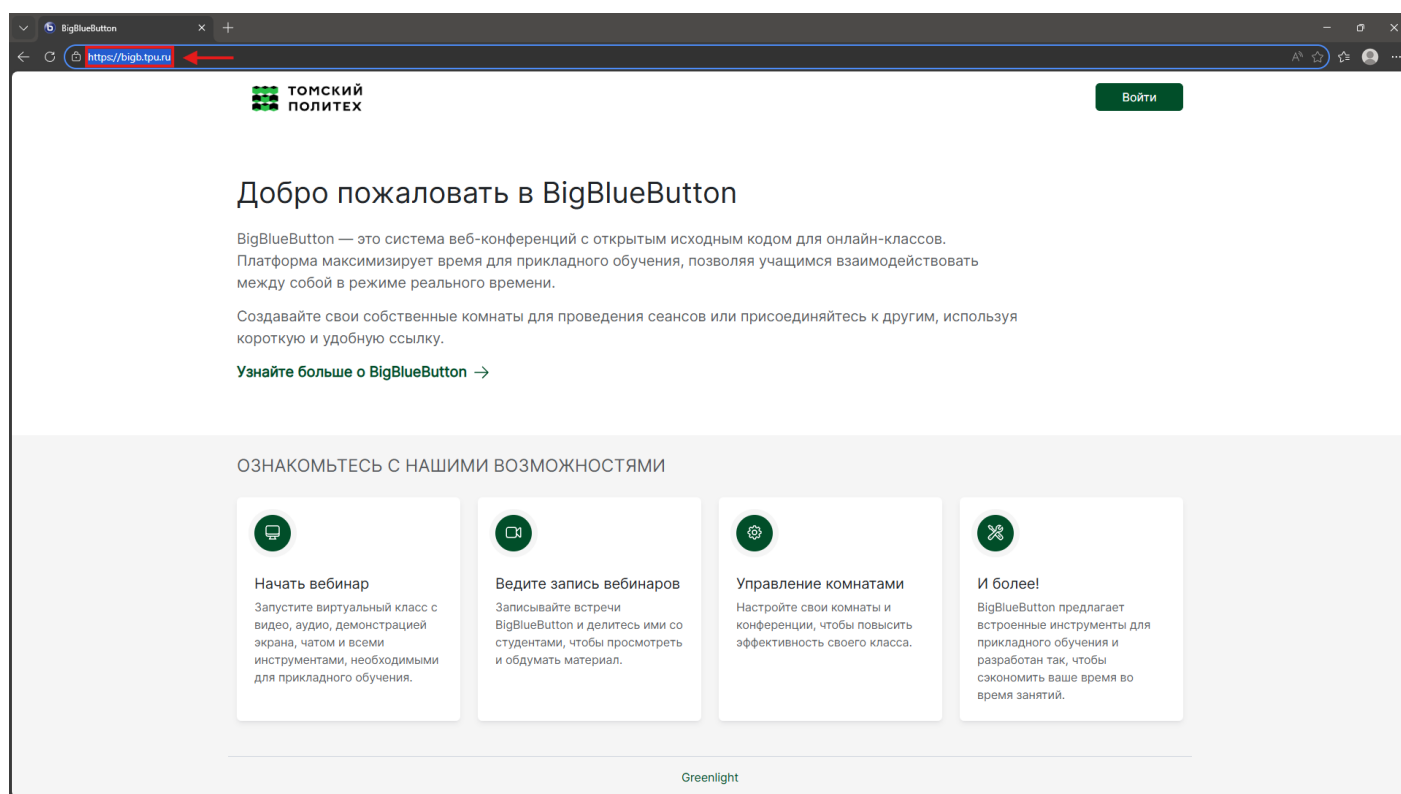 BigBlueButton
https://bigb.tpu.ru
ТОМСКИЙ
ПОЛИТЕХ
Войти
Добро пожаловать в BigBlueButton
BigBlueButton — это система веб-конференций с открытым исходным кодом для онлайн-классов.
Платформа максимизирует время для прикладного обучения, позволяя учащимся взаимодействовать
между собой в режиме реального времени.
Создавайте свои собственные комнаты для проведения сеансов или присоединяйтесь к другим, используя
короткую и удобную ссылку.
Узнайте больше о BigBlueButton →
ОЗНАКОМЬТЕСЬ С НАШИМИ ВОЗМОЖНОСТЯМИ
Начать вебинар
Запустите виртуальный класс с
видео, аудио, демонстрацией
экрана, чатом и всеми
инструментами, необходимыми
для прикладного обучения.
Ведите запись вебинаров
Записывайте встречи
BigBlueButton и делитесь ими со
студентами, чтобы просмотреть
и обдумать материал.
Управление комнатами
Настройте свои комнаты и
конференции, чтобы повысить
эффективность своего класса.
И более!
BigBlueButton предлагает
встроенные инструменты для
прикладного обучения и
разработан так, чтобы
сэкономить ваше время во
время занятий.
Greenlight